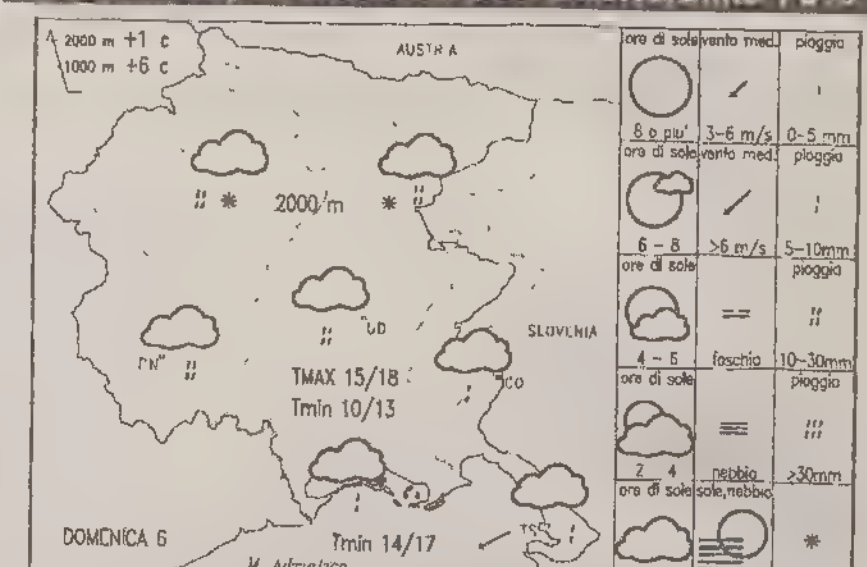 2000 m +1 c
1000 m +6 c
AUSTRIA
2000 m
UD
SLOVENIA
PN
TMAX 15/18
GO
Tmin 10/13
DOMENICA 6
Tmin 14/17
TS
M. Adriatico
ore di sole vento med. pioggia
8 o piu' 3-6 m/s 0-5 mm
ore di sole vento med. pioggia
6 - 8 >6 m/s 5-10mm
ore di sole pioggia
4 - 6 foschia 10-30mm
ore di sole pioggia
2 4 nebbia >30mm
ore di sole sole,nebbia